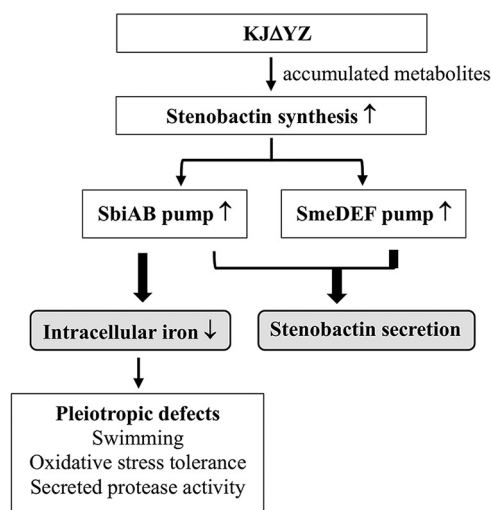 KJΔYZ
accumulated metabolites
Stenobactin synthesis ↑
SbiAB pump ↑
SmeDEF pump ↑
Intracellular iron ↓
Stenobactin secretion
Pleiotropic defects
Swimming
Oxidative stress tolerance
Secreted protease activity